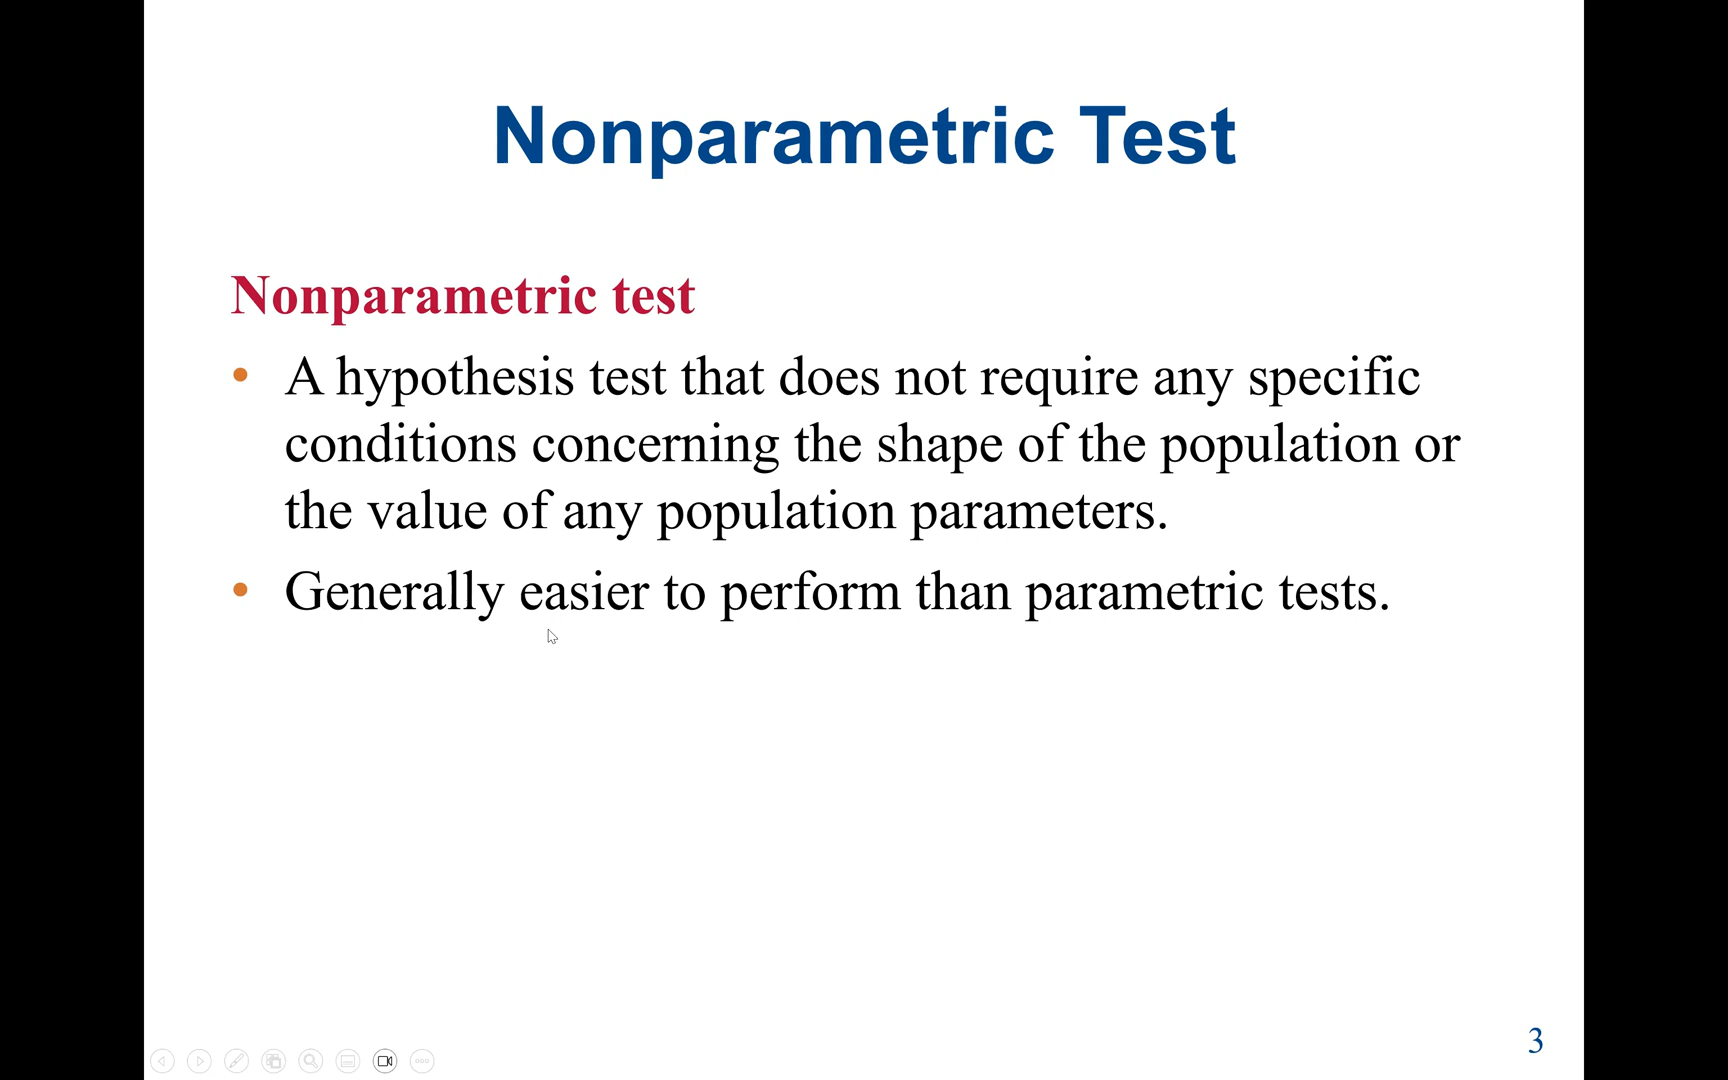 Nonparametric Test
Nonparametric test
• A hypothesis test that does not require any specific
conditions concerning the shape of the population or
the value of any population parameters.
• Generally easier to perform than parametric tests.
3